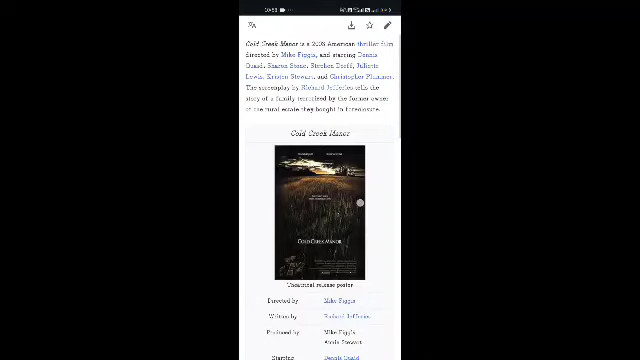 10:53
Cold Creek Manor is a 2003 American thriller film
directed by Mike Figgis, and starring Dennis
Quaid, Sharon Stone, Stephen Dorff, Juliette
Lewis, Kristen Stewart, and Christopher Plummer.
The screenplay by Richard Jefferies tells the
story of a family terrorized by the former owner
of the rural estate they bought in foreclosure.
Cold Creek Manor
COLD CREEK MANOR
Theatrical release poster
Directed by Mike Figgis
Written by Richard Jefferies
Produced by Mike Figgis
Annie Stewart
Starring Dennis Quaid